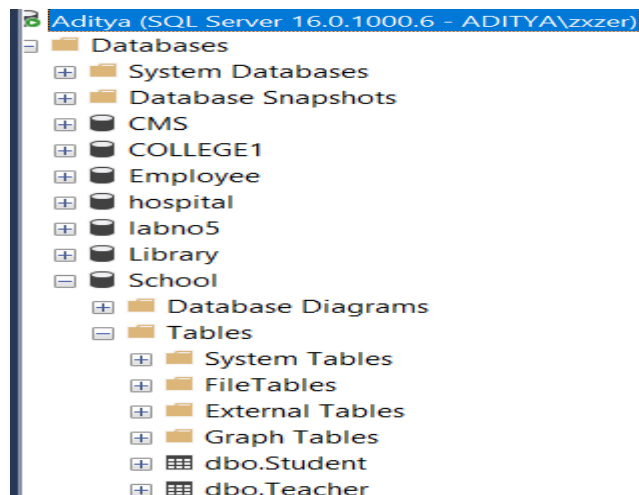 Aditya (SQL Server 16.0.1000.6 - ADITYA\zxzer)
Databases
System Databases
Database Snapshots
CMS
COLLEGE1
Employee
hospital
labno5
Library
School
Database Diagrams
Tables
System Tables
FileTables
External Tables
Graph Tables
dbo.Student
dbo.Teacher